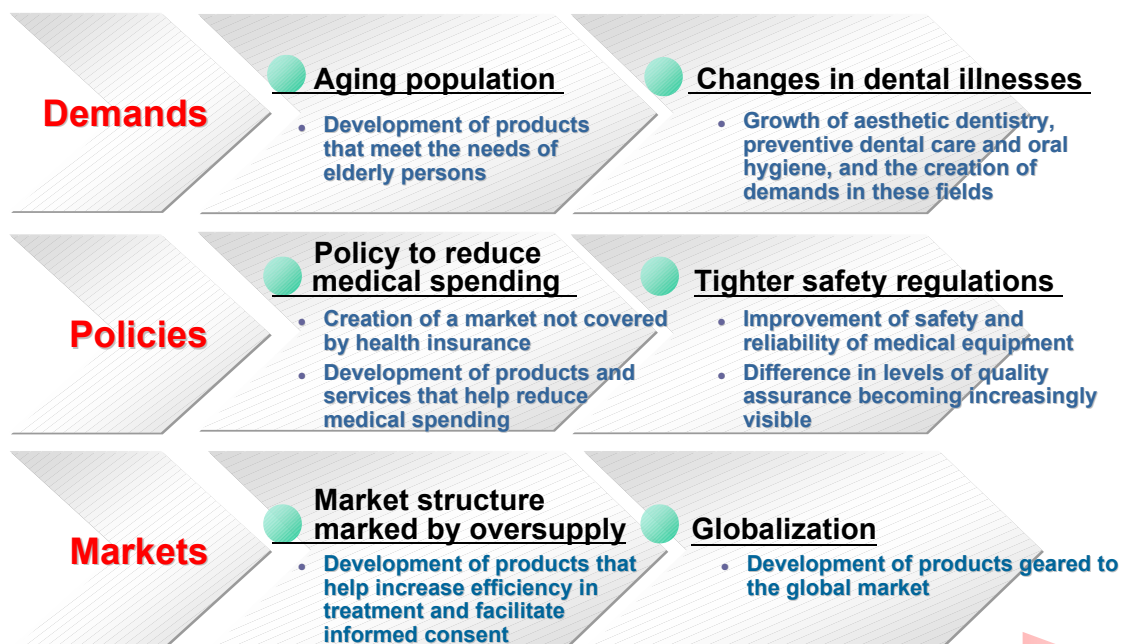 Demands
Aging population
• Development of products
that meet the needs of
elderly persons
Changes in dental illnesses
• Growth of aesthetic dentistry,
preventive dental care and oral
hygiene, and the creation of
demands in these fields
Policies
Policy to reduce
medical spending
• Creation of a market not covered
by health insurance
• Development of products and
services that help reduce
medical spending
Tighter safety regulations
• Improvement of safety and
reliability of medical equipment
• Difference in levels of quality
assurance becoming increasingly
visible
Markets
Market structure
marked by oversupply
• Development of products that
help increase efficiency in
treatment and facilitate
informed consent
Globalization
• Development of products geared to
the global market